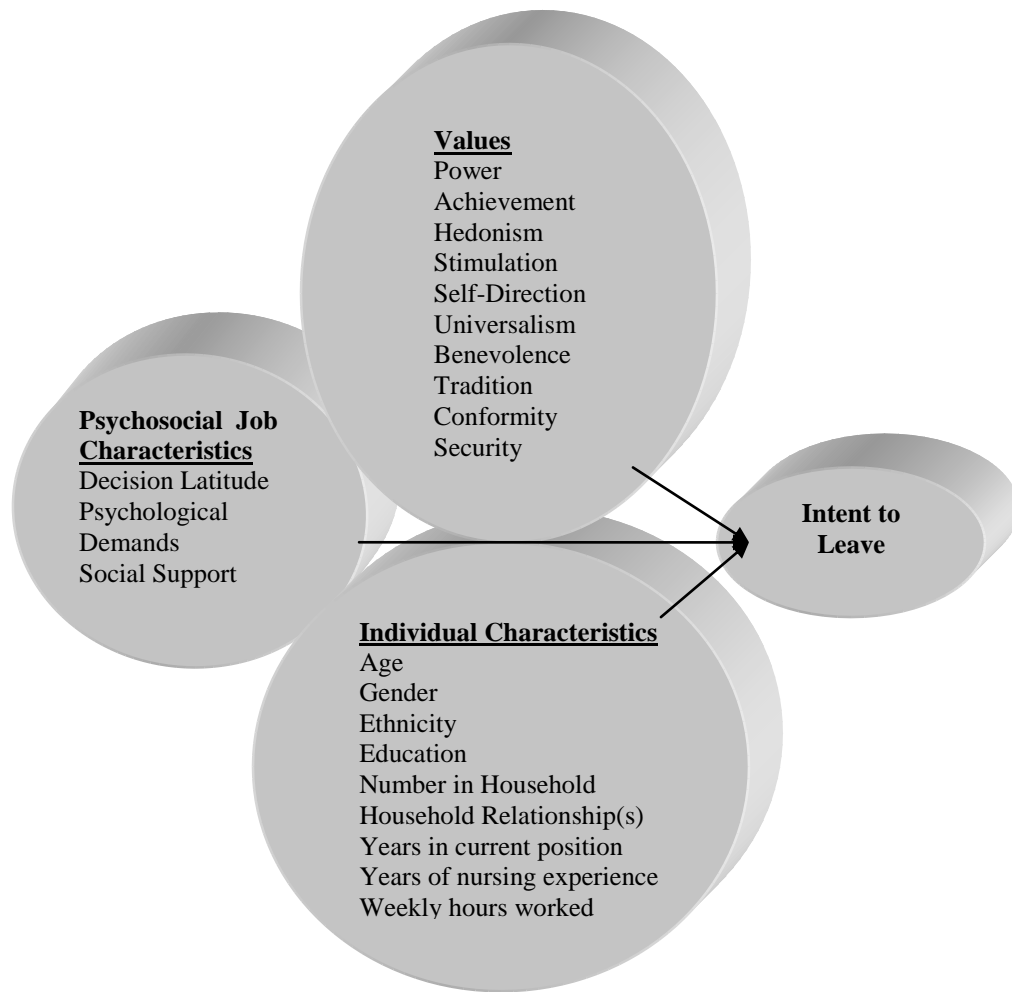 Values
Power
Achievement
Hedonism
Stimulation
Self-Direction
Universalism
Benevolence
Tradition
Conformity
Security
Psychosocial Job
Characteristics
Decision Latitude
Psychological
Demands
Social Support
Intent to
Leave
Individual Characteristics
Age
Gender
Ethnicity
Education
Number in Household
Household Relationship(s)
Years in current position
Years of nursing experience
Weekly hours worked